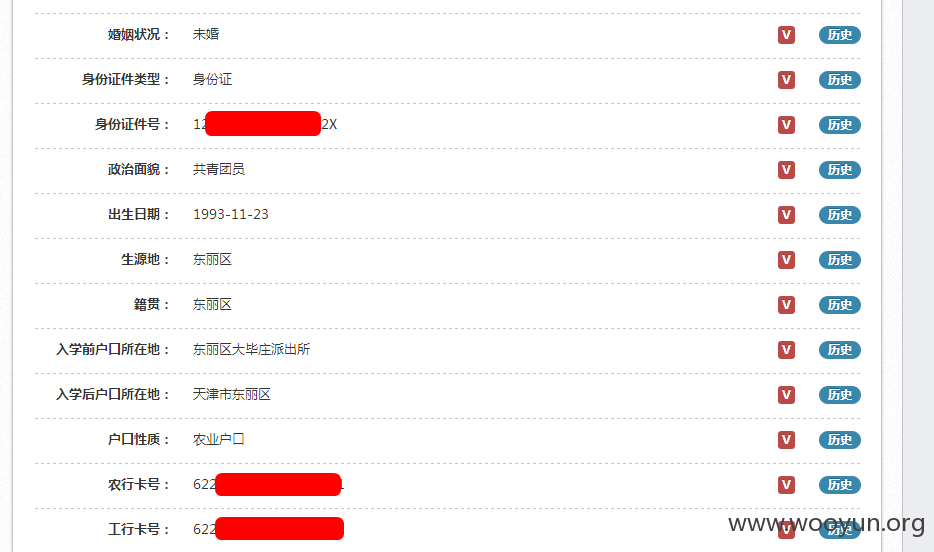 婚姻状况： 未婚 V 历史
身份证件类型： 身份证 V 历史
身份证件号： 12 2X V 历史
政治面貌： 共青团员 V 历史
出生日期： 1993-11-23 V 历史
生源地： 东丽区 V 历史
籍贯： 东丽区 V 历史
入学前户口所在地： 东丽区大毕庄派出所 V 历史
入学后户口所在地： 天津市东丽区 V 历史
户口性质： 农业户口 V 历史
农行卡号： 622 V 历史
工行卡号： 622 V 历史
www.wooyun.org